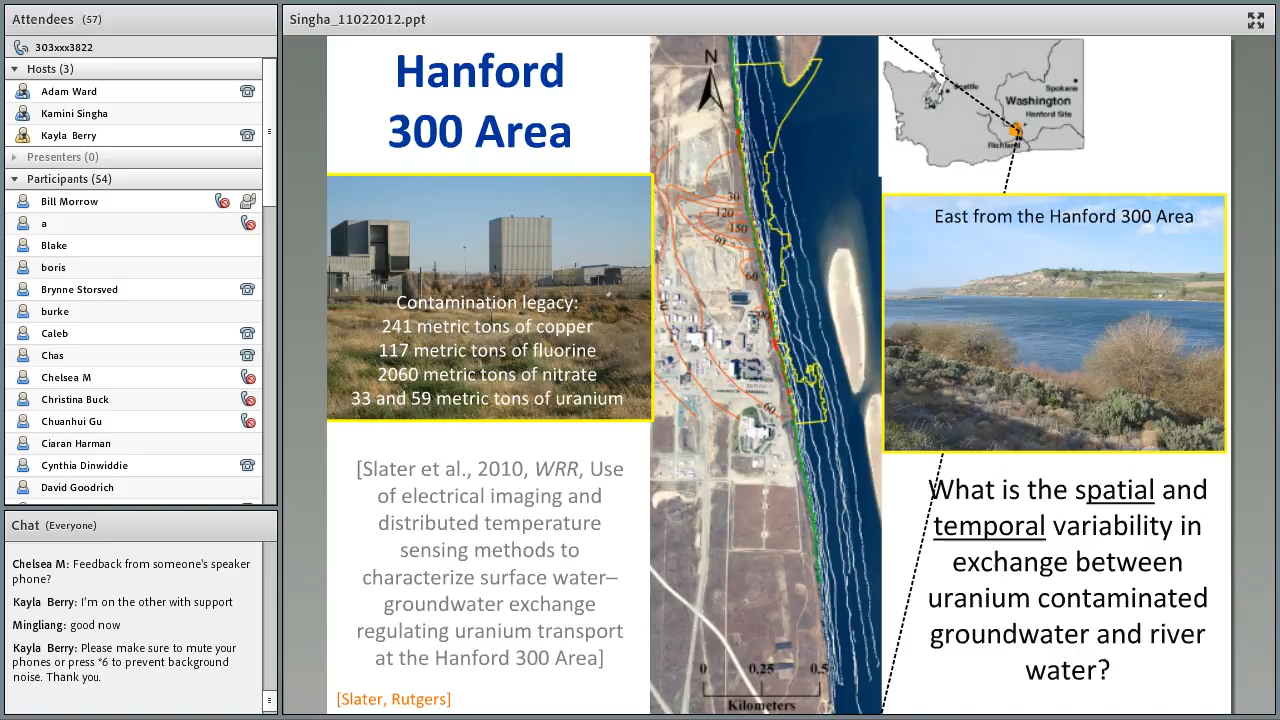 Attendees (57)
303xxx3822
Hosts (3)
Adam Ward
Kamini Singha
Kayla Berry
Presenters (0)
Participants (54)
Bill Morrow
a
Blake
boris
Brynne Storsved
burke
Caleb
Chas
Chelsea M
Christina Buck
Chuanhui Gu
Ciaran Harman
Cynthia Dinwiddie
David Goodrich
Chat (Everyone)
Chelsea M: Feedback from someone's speaker
phone?
Kayla Berry: I'm on the other with support
Mingliang: good now
Kayla Berry: Please make sure to mute your
phones or press *6 to prevent background
noise. Thank you.
Singha_11022012.ppt
Hanford
300 Area
Contamination legacy:
241 metric tons of copper
117 metric tons of fluorine
2060 metric tons of nitrate
33 and 59 metric tons of uranium
[Slater et al., 2010, WRR, Use
of electrical imaging and
distributed temperature
sensing methods to
characterize surface water–
groundwater exchange
regulating uranium transport
at the Hanford 300 Area]
[Slater, Rutgers]
N
30
120
150
90
60
60
0 0.25 0.5
Kilometers
Seattle
Spokane
Washington
Hanford Site
Richland
East from the Hanford 300 Area
What is the spatial and
temporal variability in
exchange between
uranium contaminated
groundwater and river
water?